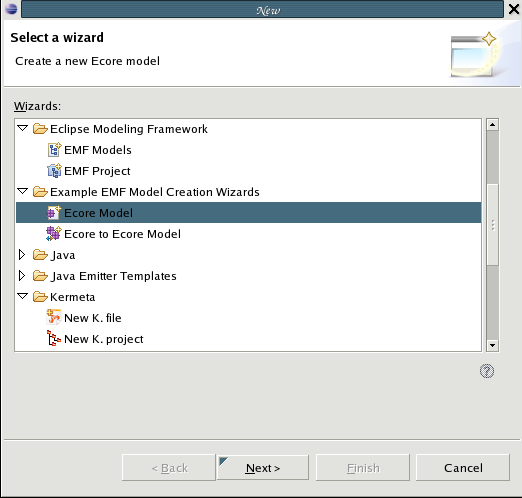 New
Select a wizard
Create a new Ecore model
Wizards:
Eclipse Modeling Framework
EMF Models
EMF Project
Example EMF Model Creation Wizards
Ecore Model
Ecore to Ecore Model
Java
Java Emitter Templates
Kermeta
New K. file
New K. project
?
< Back
Next >
Finish
Cancel